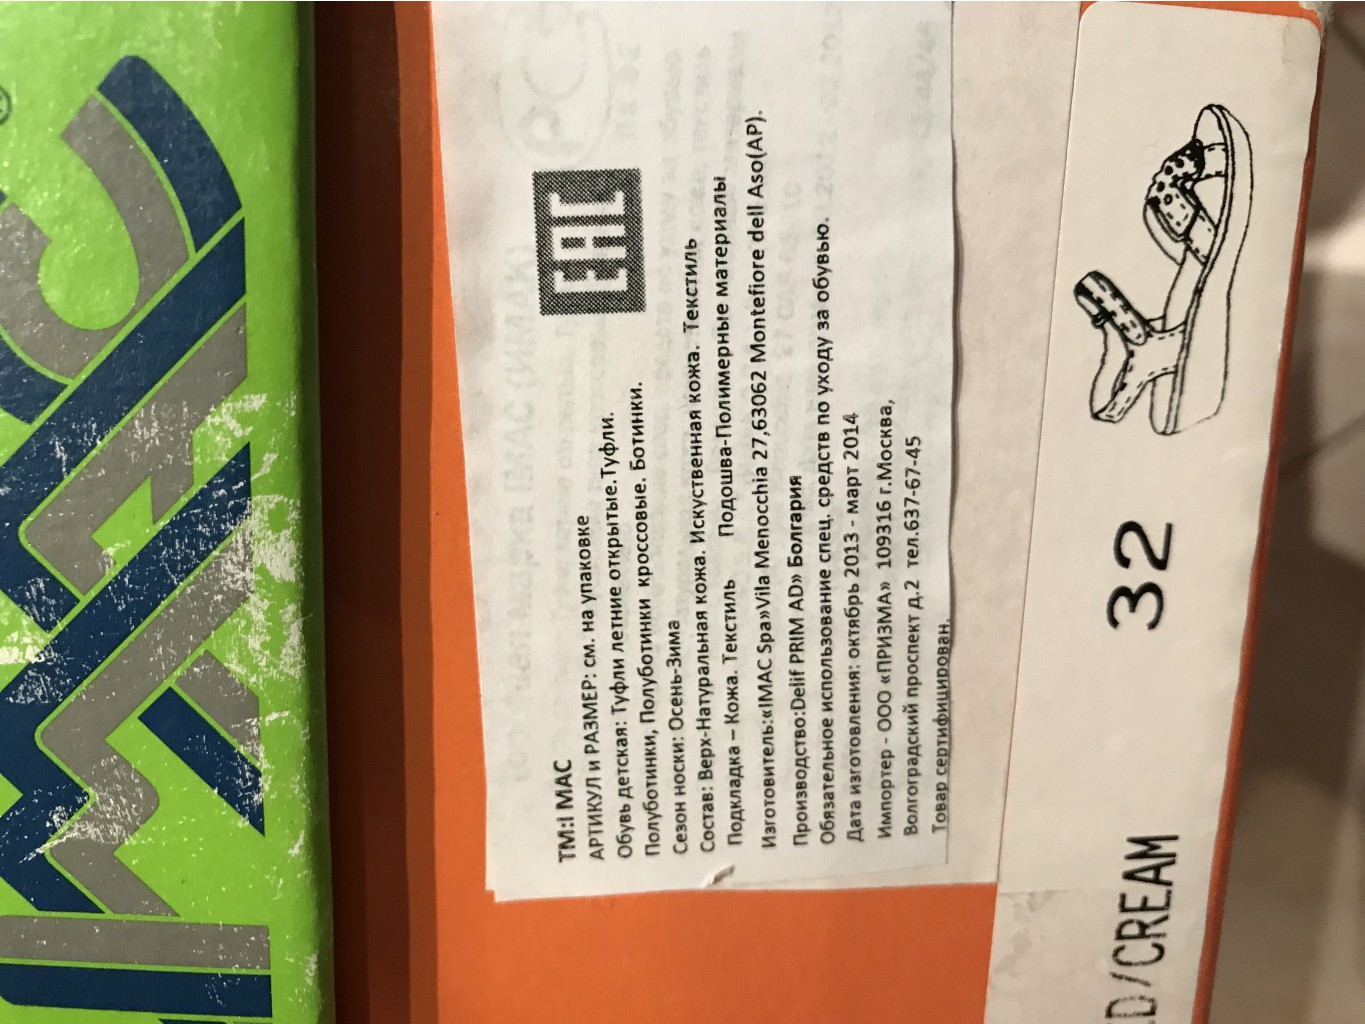 IMAC
®
EAC
ТМ:I MAC
АРТИКУЛ и РАЗМЕР: см. на упаковке
Обувь детская: Туфли летние открытые.Туфли.
Полуботинки, Полуботинки кроссовые. Ботинки.
Сезон носки: Осень-Зима
Состав: Верх-Натуральная кожа. Искуственная кожа. Текстиль
Подкладка – Кожа. Текстиль Подошва-Полимерные материалы
Изготовитель:«IMAC Spa»Vila Menocchia 27,63062 Montefiore dell Aso(AP).
Производство:Delif PRIM AD» Болгария
Обязательное использование спец. средств по уходу за обувью.
Дата изготовления: октябрь 2013 - март 2014
Импортер - ООО «ПРИЗМА» 109316 г.Москва,
Волгоградский проспект д.2 тел.637-67-45
Товар сертифицирован.
/CREAM 32